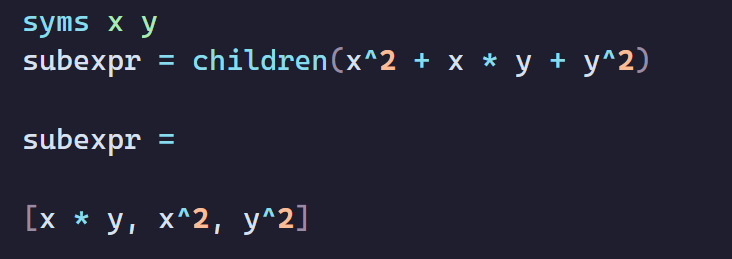 syms x y
subexpr = children(x^2 + x * y + y^2)
subexpr =
[x * y, x^2, y^2]